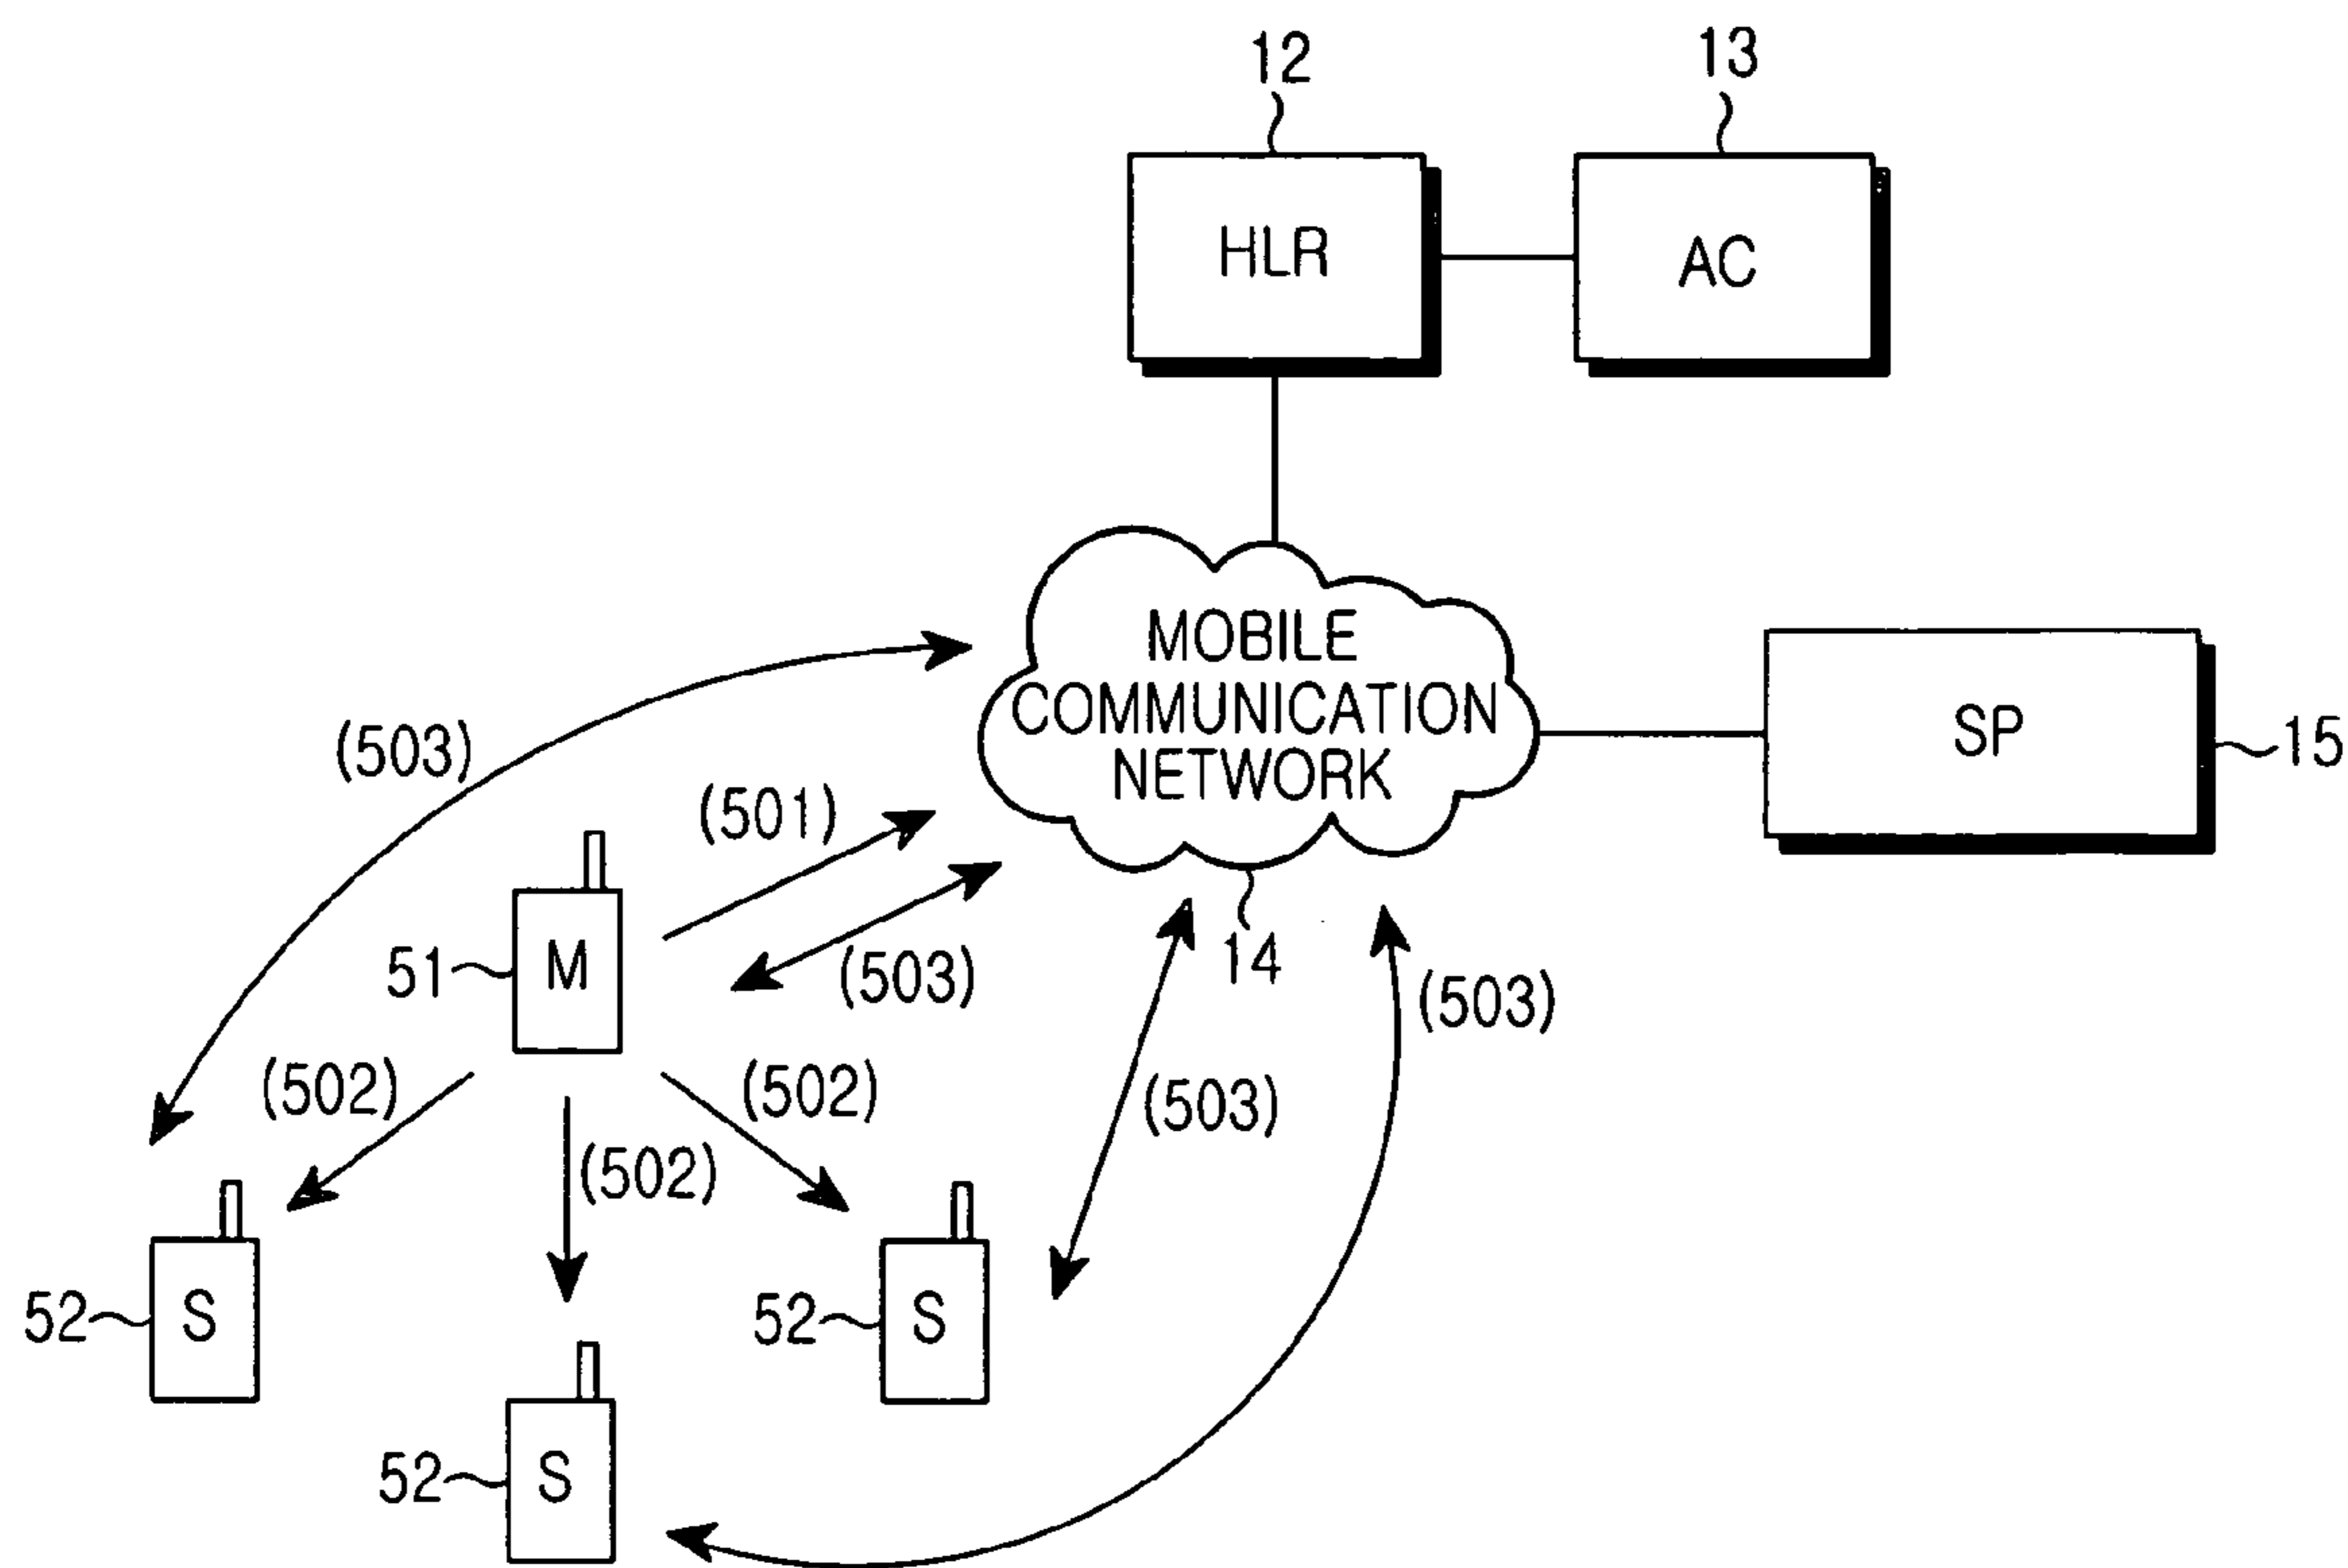 12
13
HLR
AC
MOBILE
COMMUNICATION
NETWORK
SP
15
(503)
(501)
51
M
(503)
14
(503)
(502)
(502)
(503)
(502)
52
S
52
S
52
S